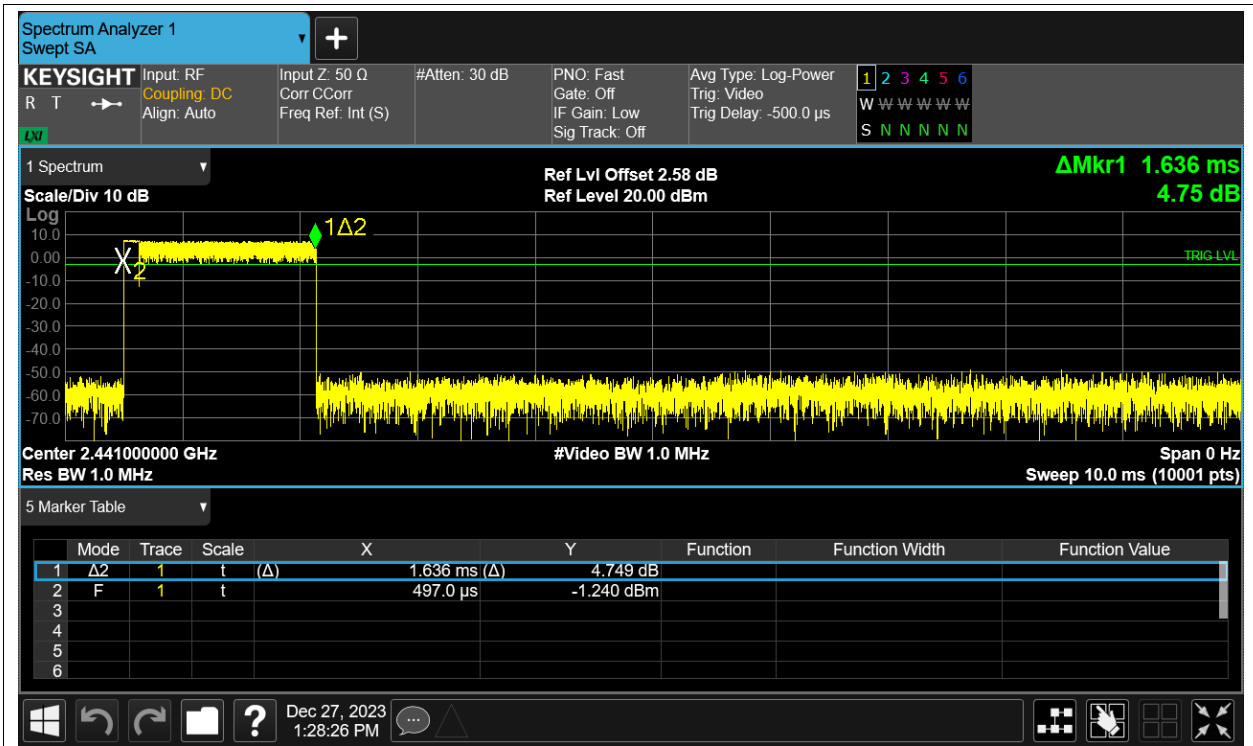 Spectrum Analyzer 1
Swept SA
KEYSIGHT
R T
LXI
Input: RF
Coupling: DC
Align: Auto
Input Z: 50 Ω
Corr CCorr
Freq Ref: Int (S)
#Atten: 30 dB
PNO: Fast
Gate: Off
IF Gain: Low
Sig Track: Off
Avg Type: Log-Power
Trig: Video
Trig Delay: -500.0 µs
1 2 3 4 5 6
W W W W W W
S N N N N N
1 Spectrum
Scale/Div 10 dB
Ref Lvl Offset 2.58 dB
Ref Level 20.00 dBm
ΔMkr1 1.636 ms
4.75 dB
Log
10.0
0.00
-10.0
-20.0
-30.0
-40.0
-50.0
-60.0
-70.0
1Δ2
X2
TRIG LVL
Center 2.441000000 GHz
Res BW 1.0 MHz
#Video BW 1.0 MHz
Span 0 Hz
Sweep 10.0 ms (10001 pts)
5 Marker Table
Mode Trace Scale X Y Function Function Width Function Value
1 Δ2 1 t (Δ) 1.636 ms (Δ) 4.749 dB
2 F 1 t 497.0 µs -1.240 dBm
3
4
5
6
?
Dec 27, 2023
1:28:26 PM